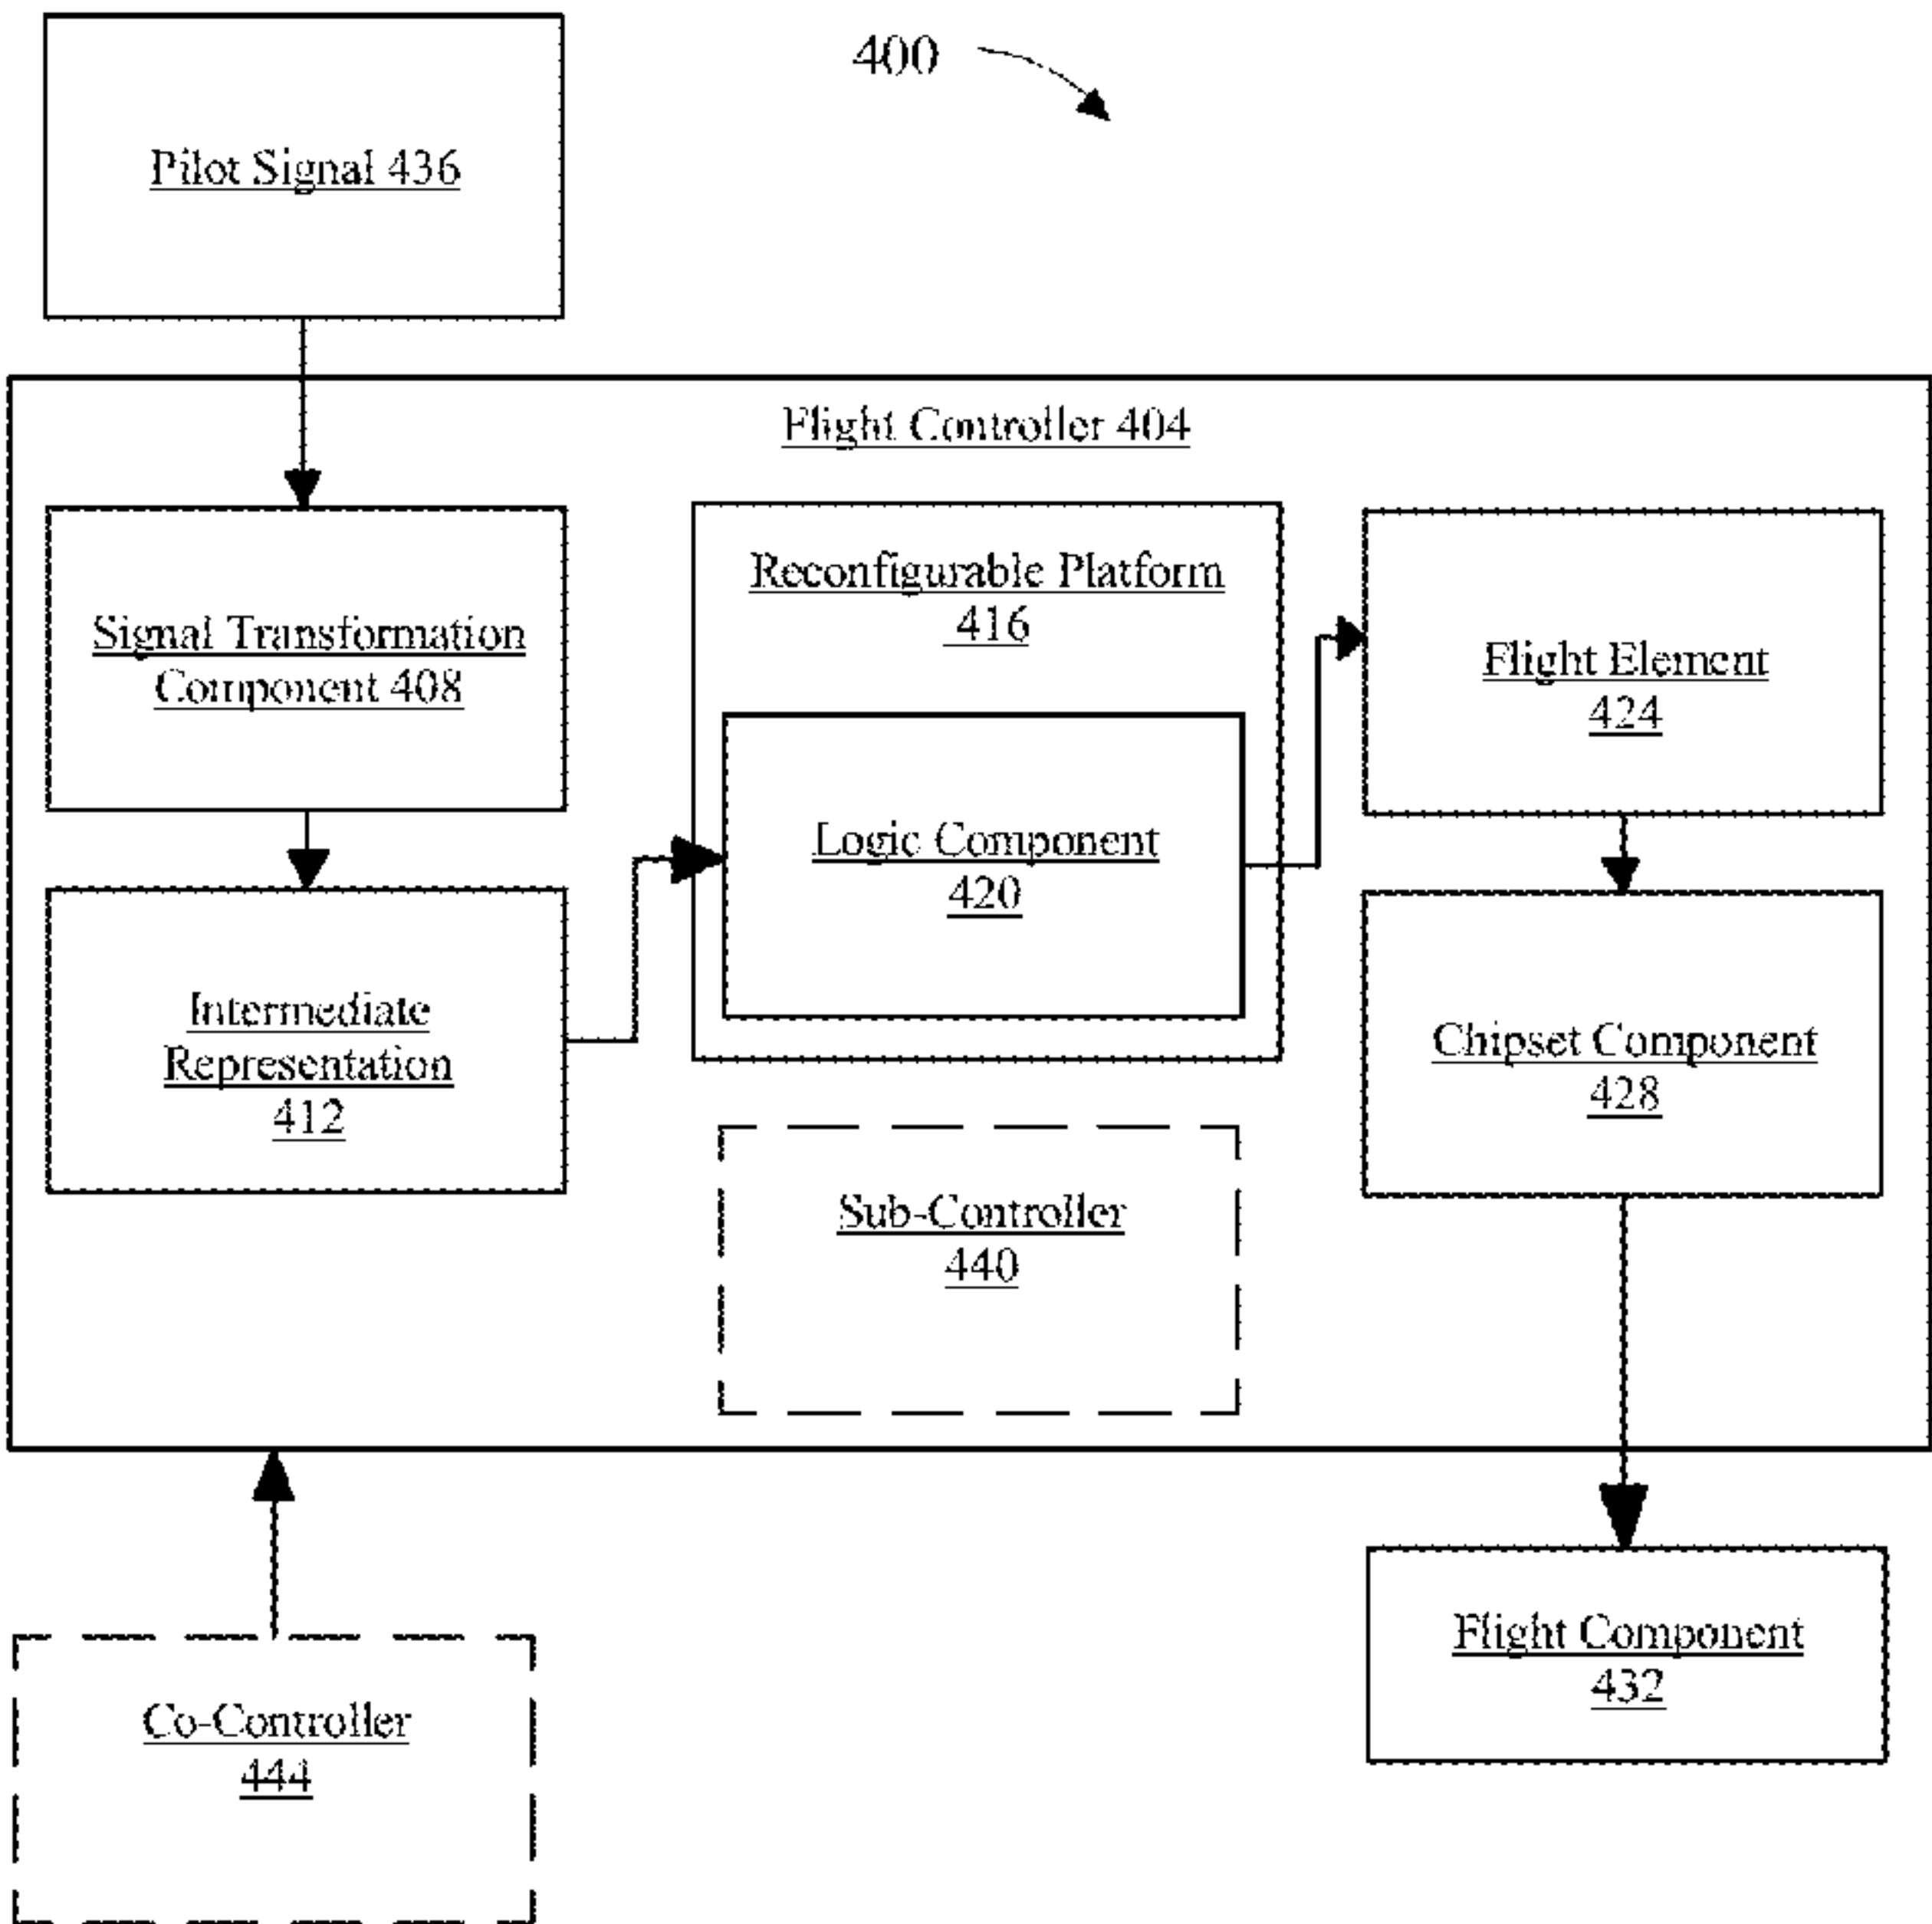 400
Pilot Signal 436
Flight Controller 404
Signal Transformation
Component 408
Reconfigurable Platform
416
Flight Element
424
Logic Component
420
Intermediate
Representation
412
Chipset Component
428
Sub-Controller
440
Flight Component
432
Co-Controller
444